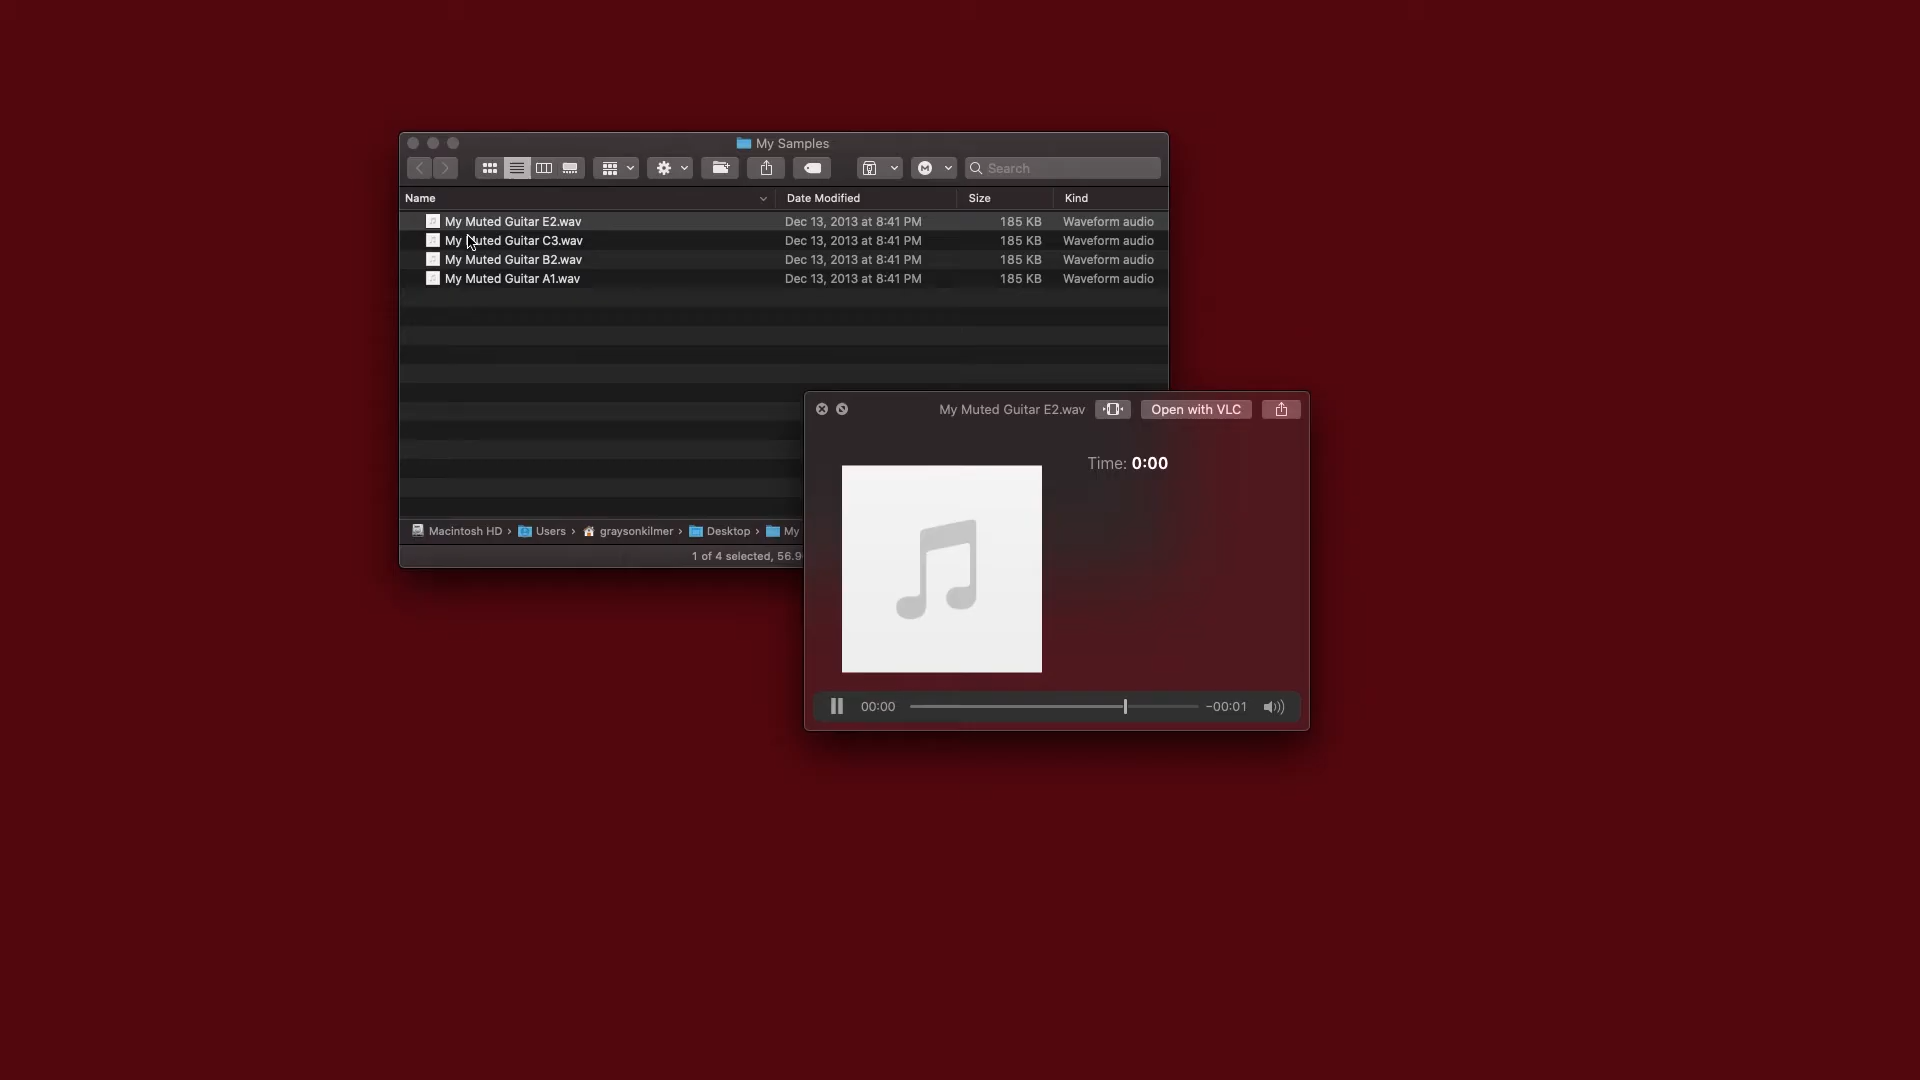 My Samples
Search
Name Date Modified Size Kind
My Muted Guitar E2.wav Dec 13, 2013 at 8:41 PM 185 KB Waveform audio
My Muted Guitar C3.wav Dec 13, 2013 at 8:41 PM 185 KB Waveform audio
My Muted Guitar B2.wav Dec 13, 2013 at 8:41 PM 185 KB Waveform audio
My Muted Guitar A1.wav Dec 13, 2013 at 8:41 PM 185 KB Waveform audio
Macintosh HD › Users › graysonkilmer › Desktop › My
1 of 4 selected, 56.9
My Muted Guitar E2.wav Open with VLC
Time: 0:00
00:00 -00:01